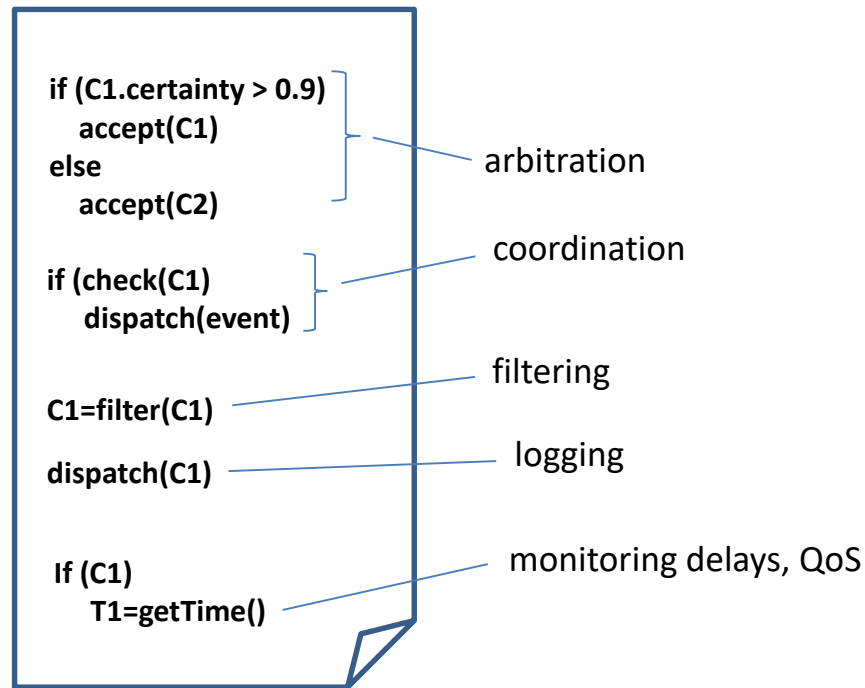 if (C1.certainty > 0.9)
accept(C1)
else
accept(C2)
arbitration
if (check(C1)
dispatch(event)
coordination
C1=filter(C1)
filtering
dispatch(C1)
logging
If (C1)
T1=getTime()
monitoring delays, QoS